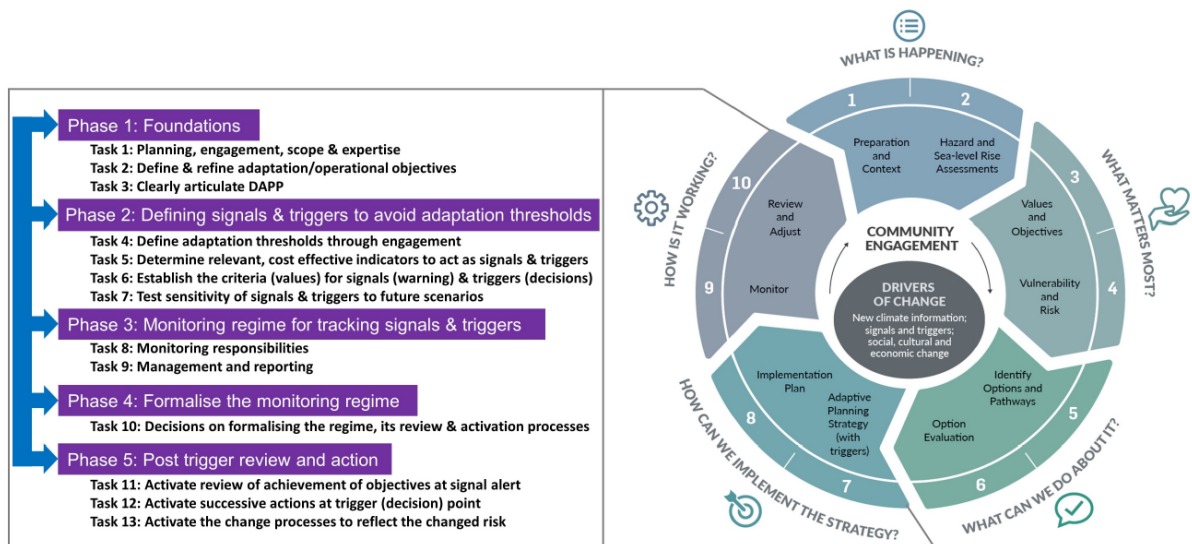 Phase 1: Foundations
Task 1: Planning, engagement, scope & expertise
Task 2: Define & refine adaptation/operational objectives
Task 3: Clearly articulate DAPP
Phase 2: Defining signals & triggers to avoid adaptation thresholds
Task 4: Define adaptation thresholds through engagement
Task 5: Determine relevant, cost effective indicators to act as signals & triggers
Task 6: Establish the criteria (values) for signals (warning) & triggers (decisions)
Task 7: Test sensitivity of signals & triggers to future scenarios
Phase 3: Monitoring regime for tracking signals & triggers
Task 8: Monitoring responsibilities
Task 9: Management and reporting
Phase 4: Formalise the monitoring regime
Task 10: Decisions on formalising the regime, its review & activation processes
Phase 5: Post trigger review and action
Task 11: Activate review of achievement of objectives at signal alert
Task 12: Activate successive actions at trigger (decision) point
Task 13: Activate the change processes to reflect the changed risk
WHAT IS HAPPENING?
1
Preparation
and
Context
2
Hazard and
Sea-level Rise
Assessments
WHAT MATTERS MOST?
3
Values
and
Objectives
4
Vulnerability
and
Risk
WHAT CAN WE DO ABOUT IT?
5
Identify
Options and
Pathways
6
Option
Evaluation
HOW CAN WE IMPLEMENT THE STRATEGY?
7
Adaptive
Planning
Strategy
(with
triggers)
8
Implementation
Plan
HOW IS IT WORKING?
9
Monitor
10
Review
and
Adjust
COMMUNITY
ENGAGEMENT
DRIVERS
OF CHANGE
New climate information;
signals and triggers;
social, cultural and
economic change